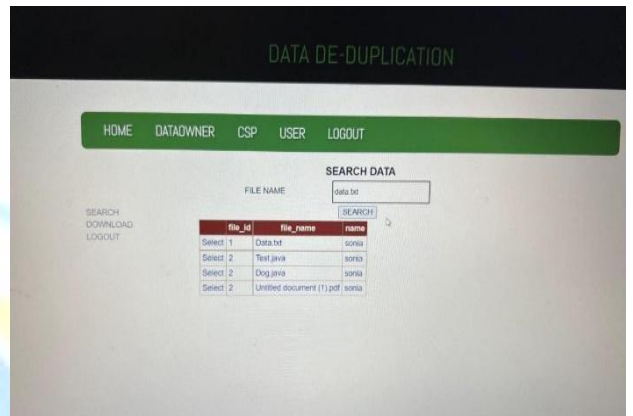 DATA DE-DUPLICATION
HOME DATAOWNER CSP USER LOGOUT
SEARCH DATA
FILE NAME data.txt
SEARCH
SEARCH
DOWNLOAD
LOGOUT
file_id file_name name
Select 1 Data.txt sonia
Select 2 Test.java sonia
Select 2 Dog.java sonia
Select 2 Untitled document (1).pdf sonia